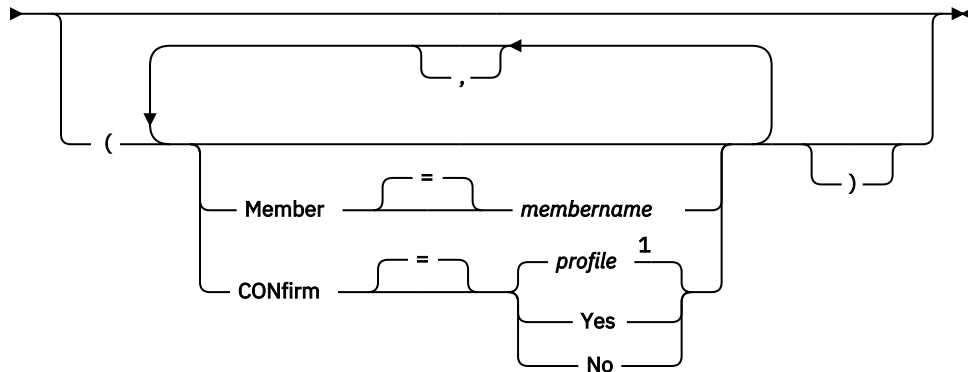 ,
(
)
=
Member
membername
=
profile 1
CONfirm
Yes
No